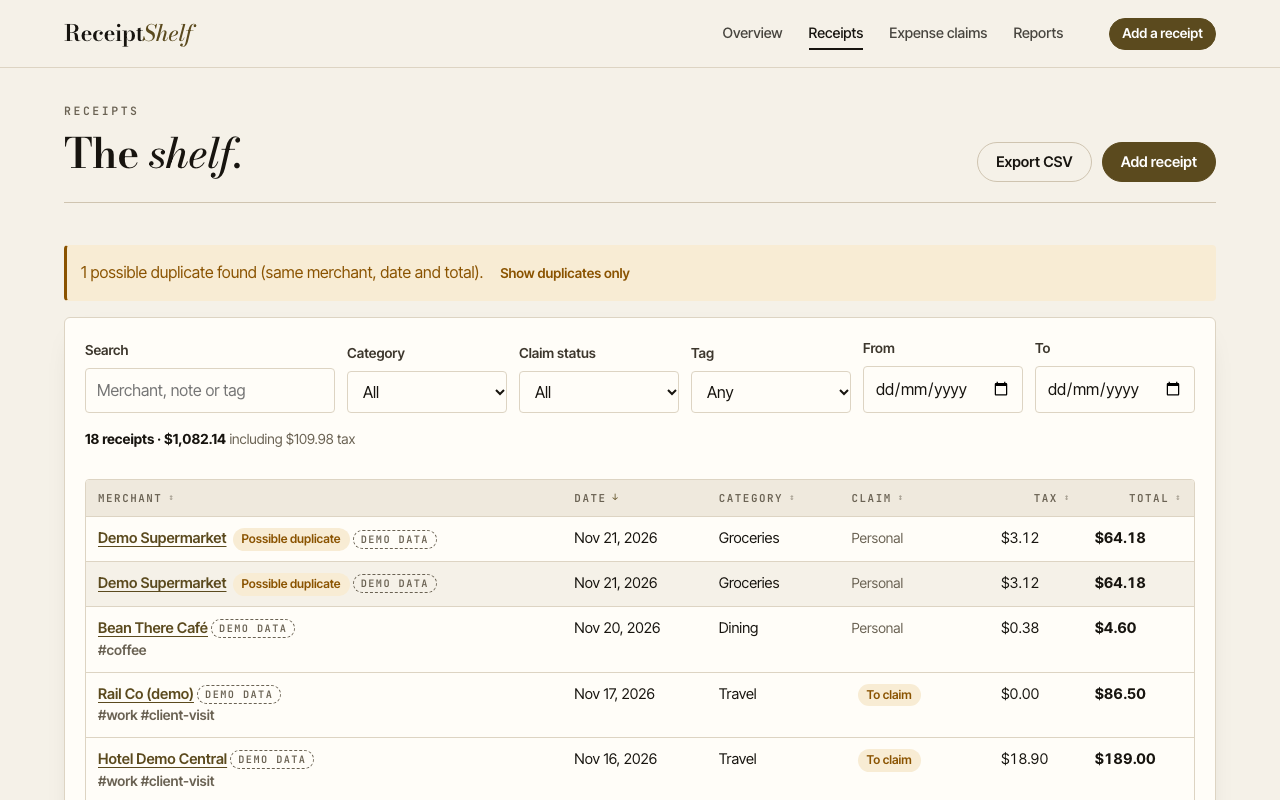 ReceiptShelf Overview Receipts Expense claims Reports Add a receipt
RECEIPTS
The shelf.
Export CSV Add receipt
1 possible duplicate found (same merchant, date and total). Show duplicates only
Search Category Claim status Tag From To
Merchant, note or tag All All Any dd/mm/yyyy dd/mm/yyyy
18 receipts · $1,082.14 including $109.98 tax
MERCHANT ↕ DATE ↓ CATEGORY ↕ CLAIM ↕ TAX ↕ TOTAL ↕
Demo Supermarket Possible duplicate DEMO DATA Nov 21, 2026 Groceries Personal $3.12 $64.18
Demo Supermarket Possible duplicate DEMO DATA Nov 21, 2026 Groceries Personal $3.12 $64.18
Bean There Café DEMO DATA Nov 20, 2026 Dining Personal $0.38 $4.60
#coffee
Rail Co (demo) DEMO DATA Nov 17, 2026 Travel To claim $0.00 $86.50
#work #client-visit
Hotel Demo Central DEMO DATA Nov 16, 2026 Travel To claim $18.90 $189.00
#work #client-visit